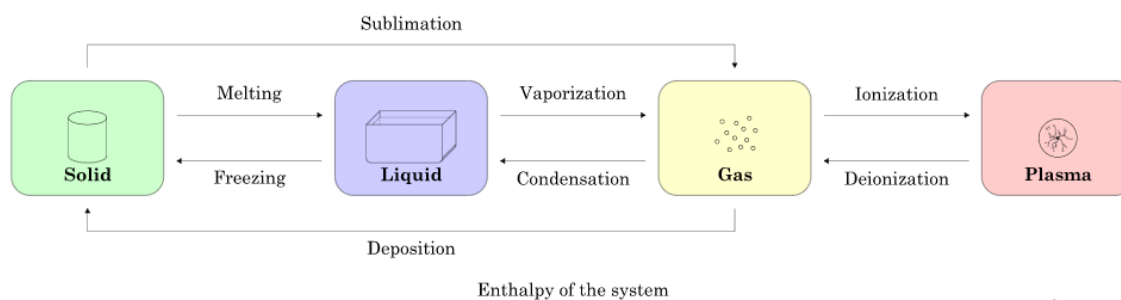 Sublimation
Melting
Vaporization
Ionization
Solid
Freezing
Liquid
Condensation
Gas
Deionization
Plasma
Deposition
Enthalpy of the system